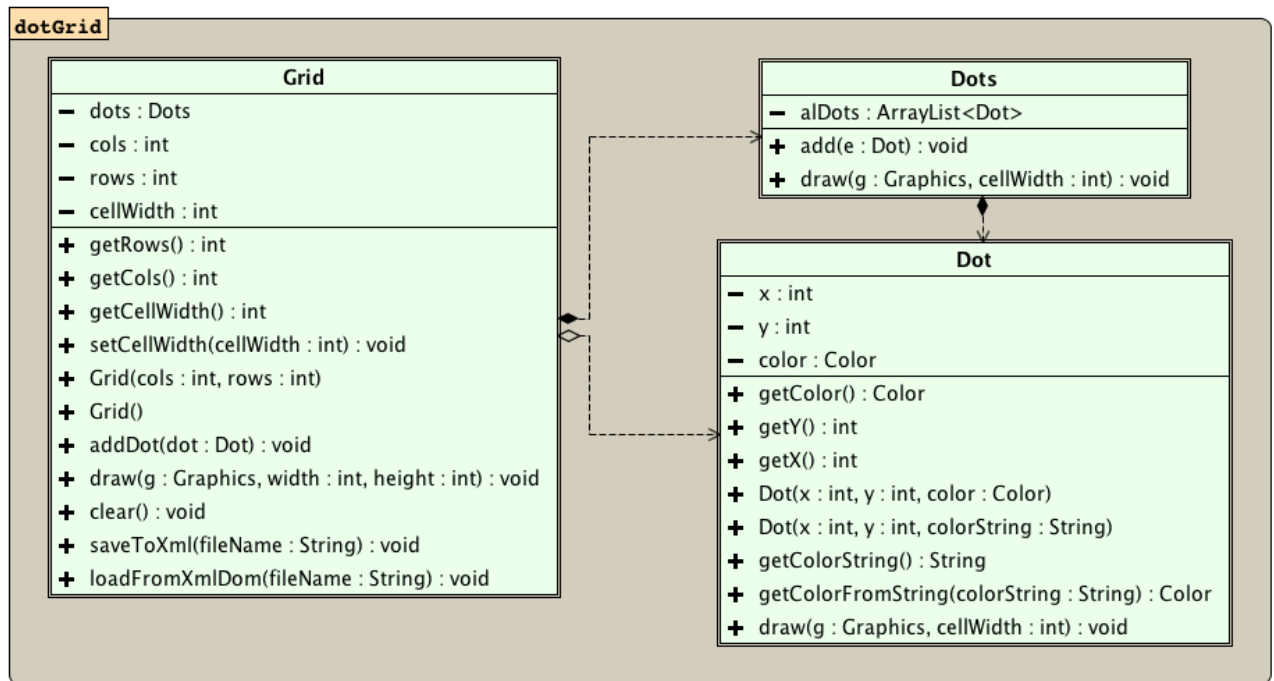 dotGrid
Grid
− dots : Dots
− cols : int
− rows : int
− cellWidth : int
+ getRows() : int
+ getCols() : int
+ getCellWidth() : int
+ setCellWidth(cellWidth : int) : void
+ Grid(cols : int, rows : int)
+ Grid()
+ addDot(dot : Dot) : void
+ draw(g : Graphics, width : int, height : int) : void
+ clear() : void
+ saveToXml(fileName : String) : void
+ loadFromXmlDom(fileName : String) : void
Dots
− alDots : ArrayList<Dot>
+ add(e : Dot) : void
+ draw(g : Graphics, cellWidth : int) : void
Dot
− x : int
− y : int
− color : Color
+ getColor() : Color
+ getY() : int
+ getX() : int
+ Dot(x : int, y : int, color : Color)
+ Dot(x : int, y : int, colorString : String)
+ getColorString() : String
+ getColorFromString(colorString : String) : Color
+ draw(g : Graphics, cellWidth : int) : void